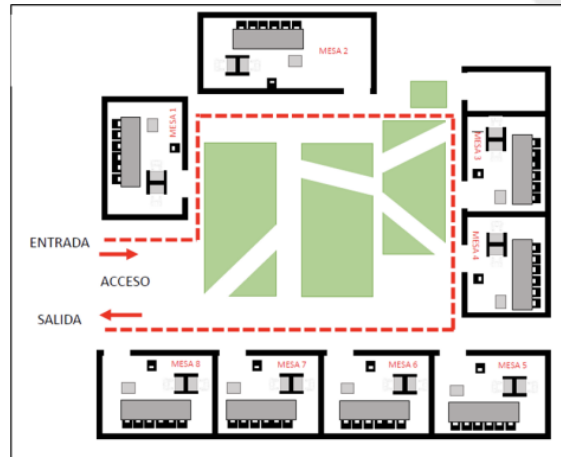 MESA 2
MESA 1
MESA 3
ENTRADA
MESA 4
ACCESO
SALIDA
MESA 8
MESA 7
MESA 6
MESA 5